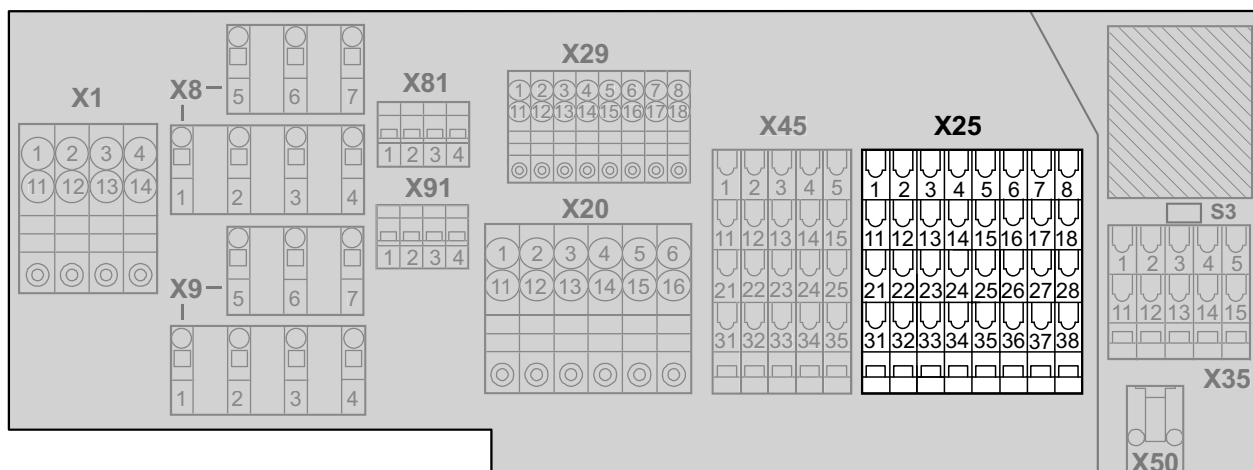 X1
1 2 3 4
11 12 13 14
X8
5 6 7
1 2 3 4
X9
5 6 7
1 2 3 4
X81
1 2 3 4
X91
1 2 3 4
X29
1 2 3 4 5 6 7 8
11 12 13 14 15 16 17 18
X20
1 2 3 4 5 6
11 12 13 14 15 16
X45
1 2 3 4 5
11 12 13 14 15
21 22 23 24 25
31 32 33 34 35
X25
1 2 3 4 5 6 7 8
11 12 13 14 15 16 17 18
21 22 23 24 25 26 27 28
31 32 33 34 35 36 37 38
S3
1 2 3 4 5
11 12 13 14 15
X35
X50